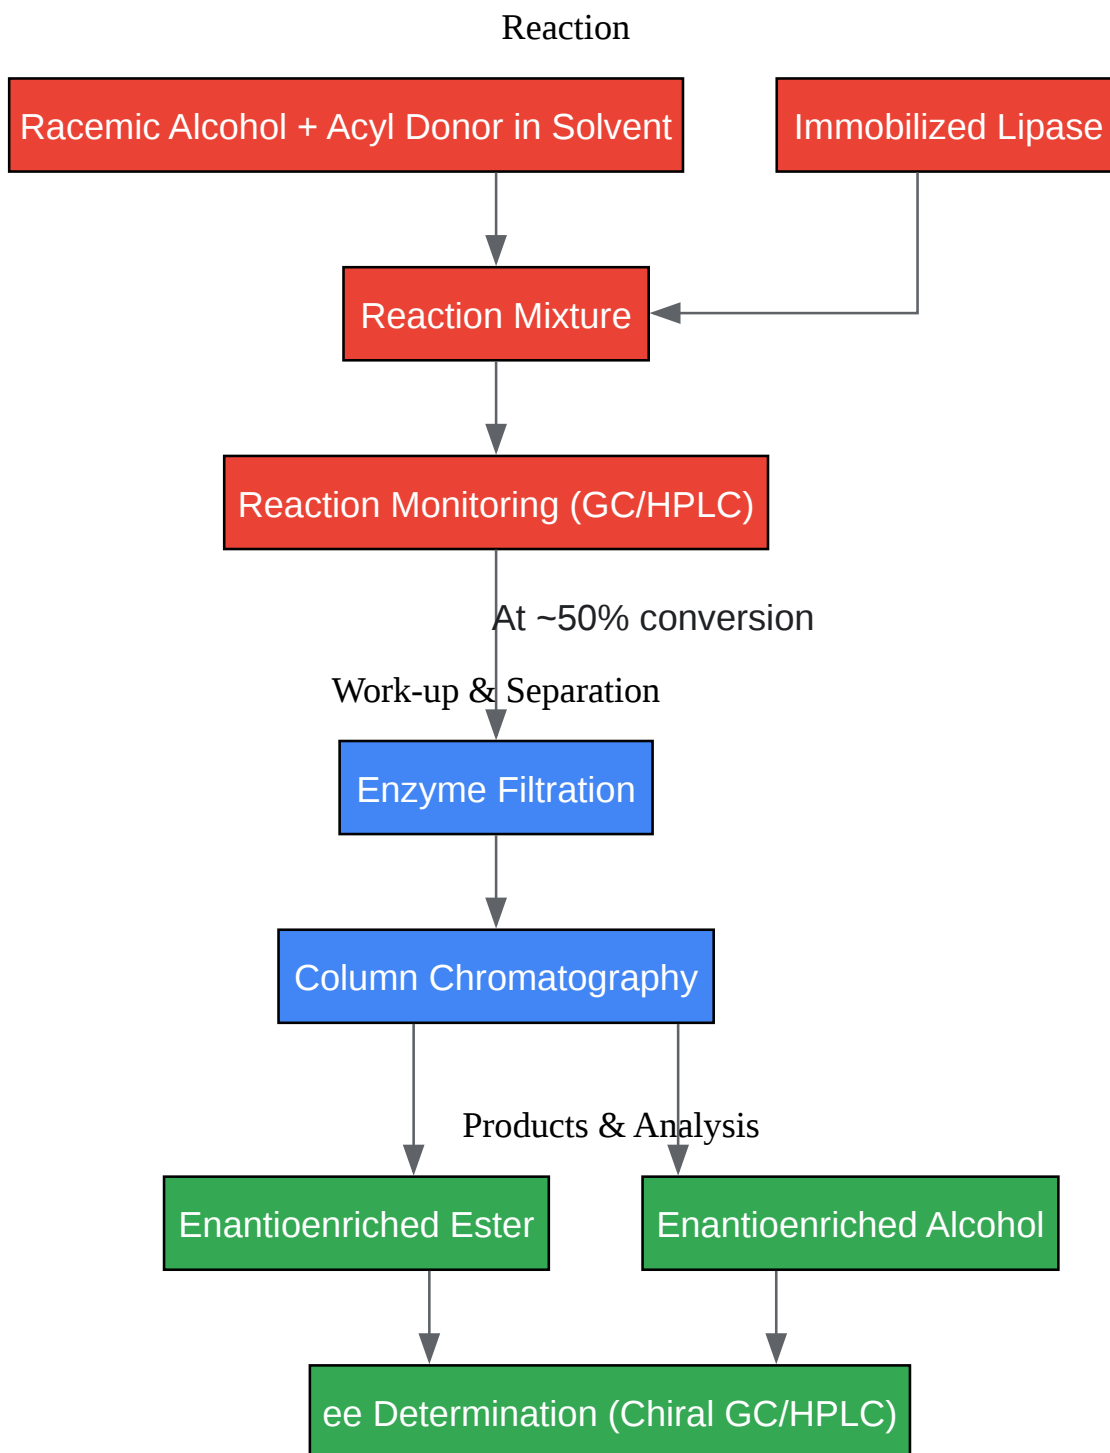 Reaction
Racemic Alcohol + Acyl Donor in Solvent
Immobilized Lipase
Reaction Mixture
Reaction Monitoring (GC/HPLC)
At ~50% conversion
Work-up & Separation
Enzyme Filtration
Column Chromatography
Products & Analysis
Enantioenriched Ester
Enantioenriched Alcohol
ee Determination (Chiral GC/HPLC)